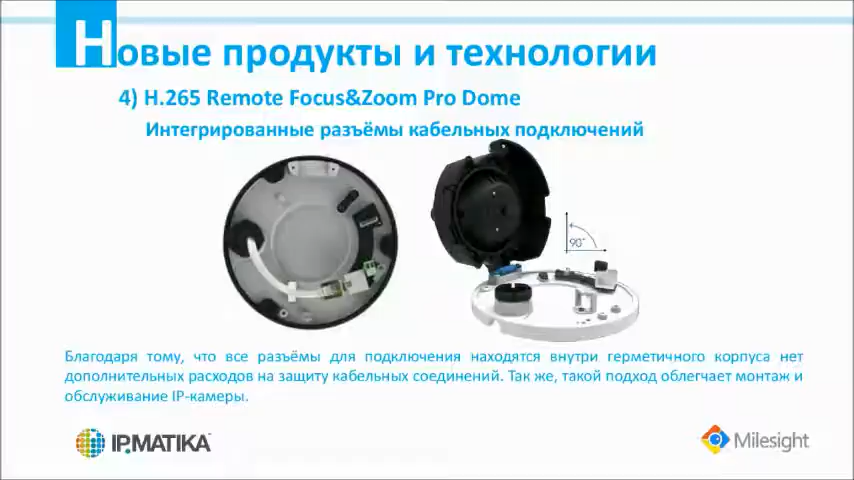 Новые продукты и технологии
4) H.265 Remote Focus&Zoom Pro Dome
Интегрированные разъёмы кабельных подключений
90°
Благодаря тому, что все разъёмы для подключения находятся внутри герметичного корпуса нет
дополнительных расходов на защиту кабельных соединений. Так же, такой подход облегчает монтаж и
обслуживание IP-камеры.
IPMATIKA
Milesight